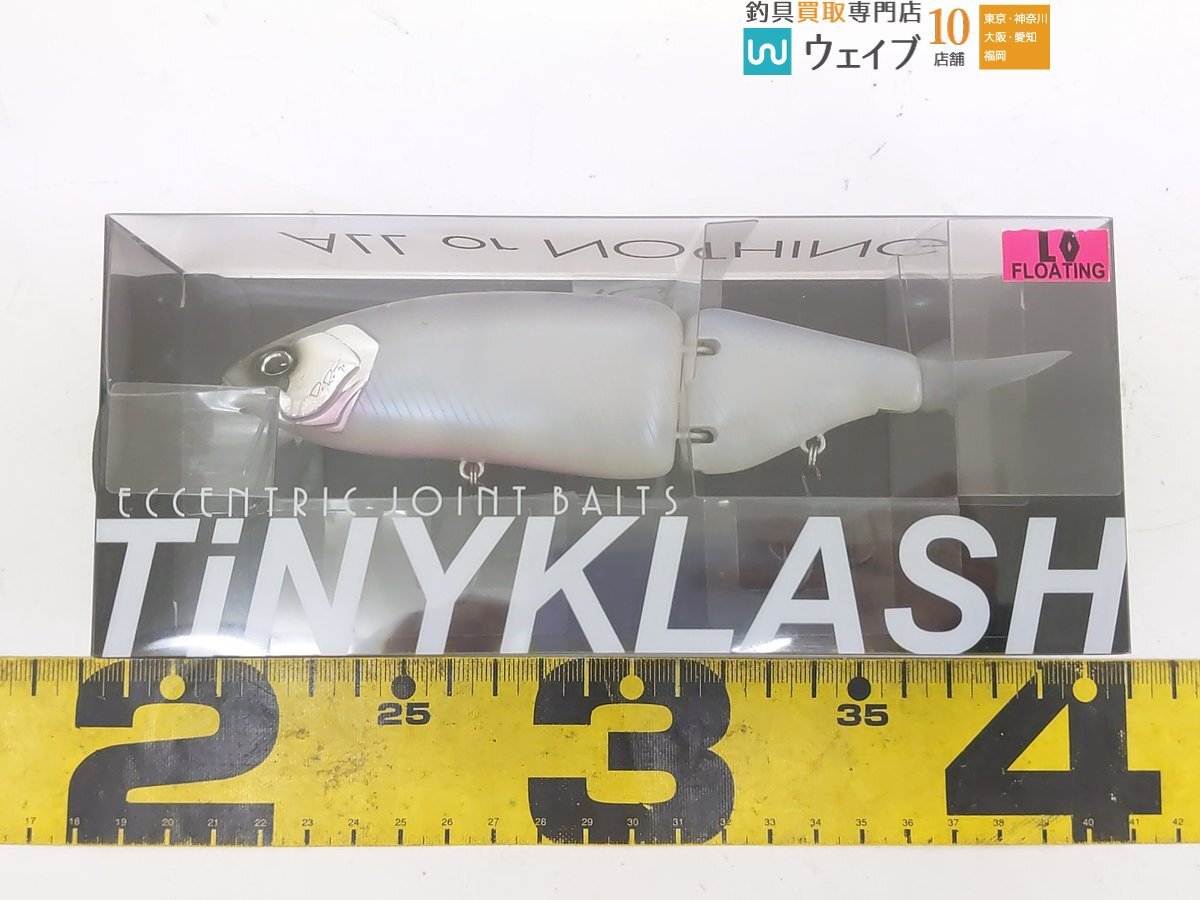 釣具買取専門店
ウェイブ
10
店舗
東京・神奈川
大阪・愛知
福岡
ALL or NOTHING
LO
FLOATING
ECCENTRIC JOINT BAITS
TiNYKLASH
2 25 3 35 4
17 18 19 20 21 22 23 24 25 26 27 28 29 30 31 32 33 34 35 36 37 38 39 40 41 42